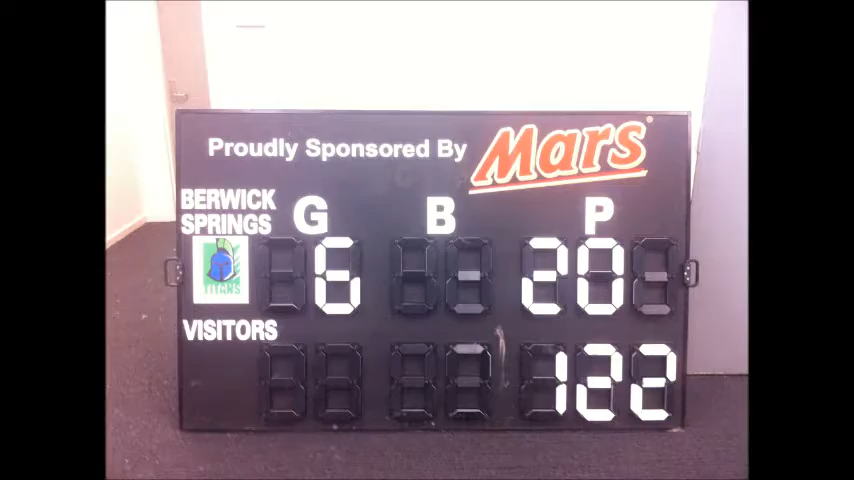 Proudly Sponsored By Mars
BERWICK
SPRINGS
G B P
TITANS
6 20
VISITORS
122